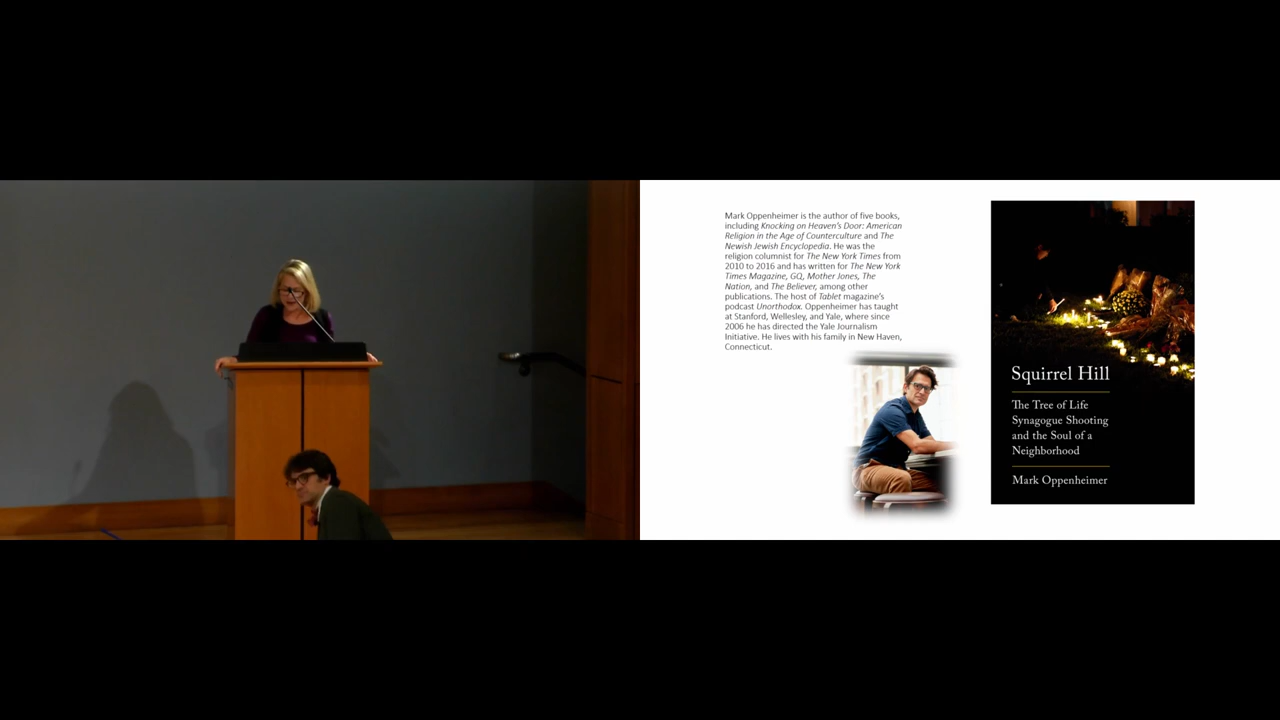 Mark Oppenheimer is the author of five books,
including Knocking on Heaven's Door: American
Religion in the Age of Counterculture and The
Newish Jewish Encyclopedia. He was the
religion columnist for The New York Times from
2010 to 2016 and has written for The New York
Times Magazine, GQ, Mother Jones, The
Nation, and The Believer, among other
publications. The host of Tablet magazine's
podcast Unorthodox. Oppenheimer has taught
at Stanford, Wellesley, and Yale, where since
2006 he has directed the Yale Journalism
Initiative. He lives with his family in New Haven,
Connecticut.
Squirrel Hill
The Tree of Life
Synagogue Shooting
and the Soul of a
Neighborhood
Mark Oppenheimer